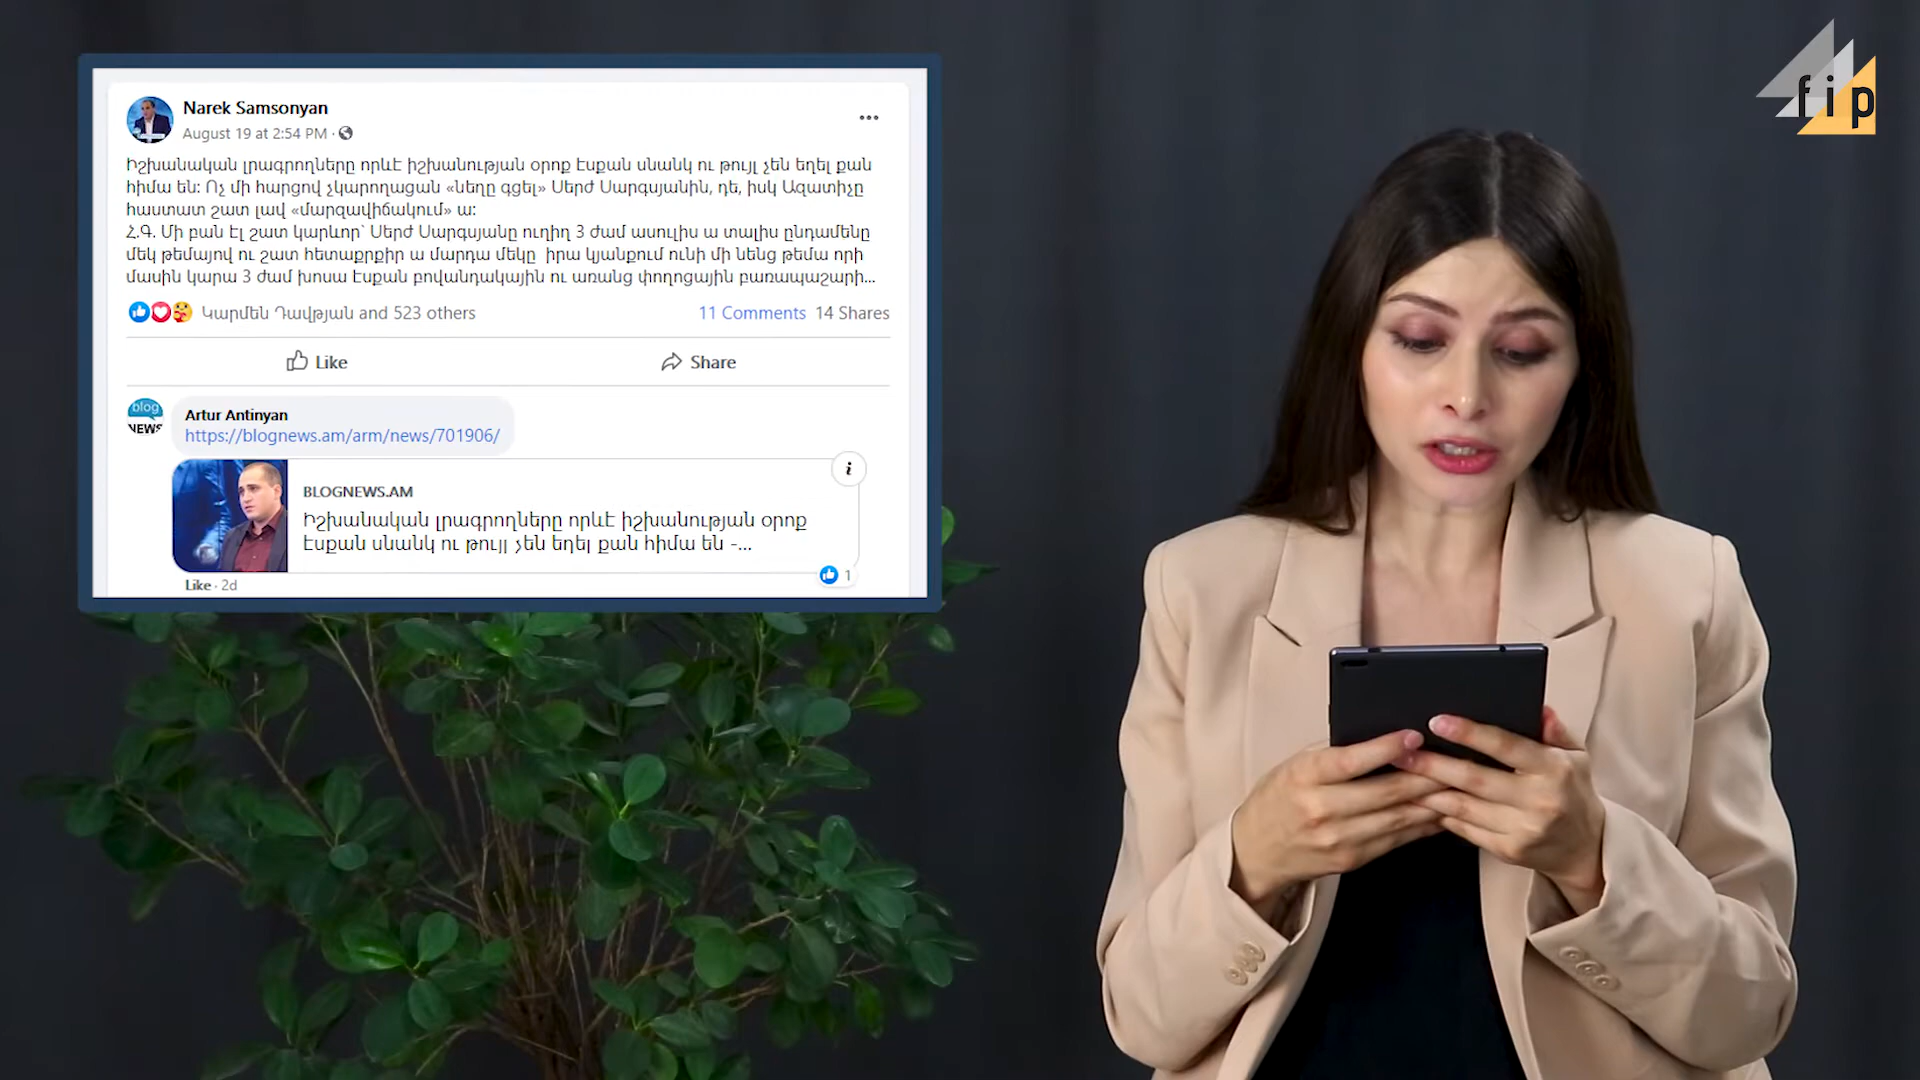 fip
Narek Samsonyan
August 19 at 2:54 PM ·
Իշխանական լրագրողները որևէ իշխանության օրոք էսքան սնանկ ու թույլ չեն եղել քան
հիմա են: Ոչ մի հարցով չկարողացան «նեղը գցել» Սերժ Սարգսյանին, դե, իսկ Ազատիչը
հաստատ շատ լավ «մարզավիճակում» ա:
Հ.Գ. Մի բան էլ շատ կարևոր` Սերժ Սարգսյանը ուղիղ 3 ժամ ասուլիս ա տալիս ընդամենը
մեկ թեմայով ու շատ հետաքրքիր ա մարդա մեկը իրա կյանքում ունի մի նենց թեմա որի
մասին կարա 3 ժամ խոսա էսքան բովանդակային ու առանց փողոցային բառապաշարի...
Կարմեն Դավթյան and 523 others
11 Comments 14 Shares
Like
Share
blog
NEWS
Artur Antinyan
https://blognews.am/arm/news/701906/
i
BLOGNEWS.AM
Իշխանական լրագրողները որևէ իշխանության օրոք
էսքան սնանկ ու թույլ չեն եղել քան հիմա են -...
Like · 2d
1